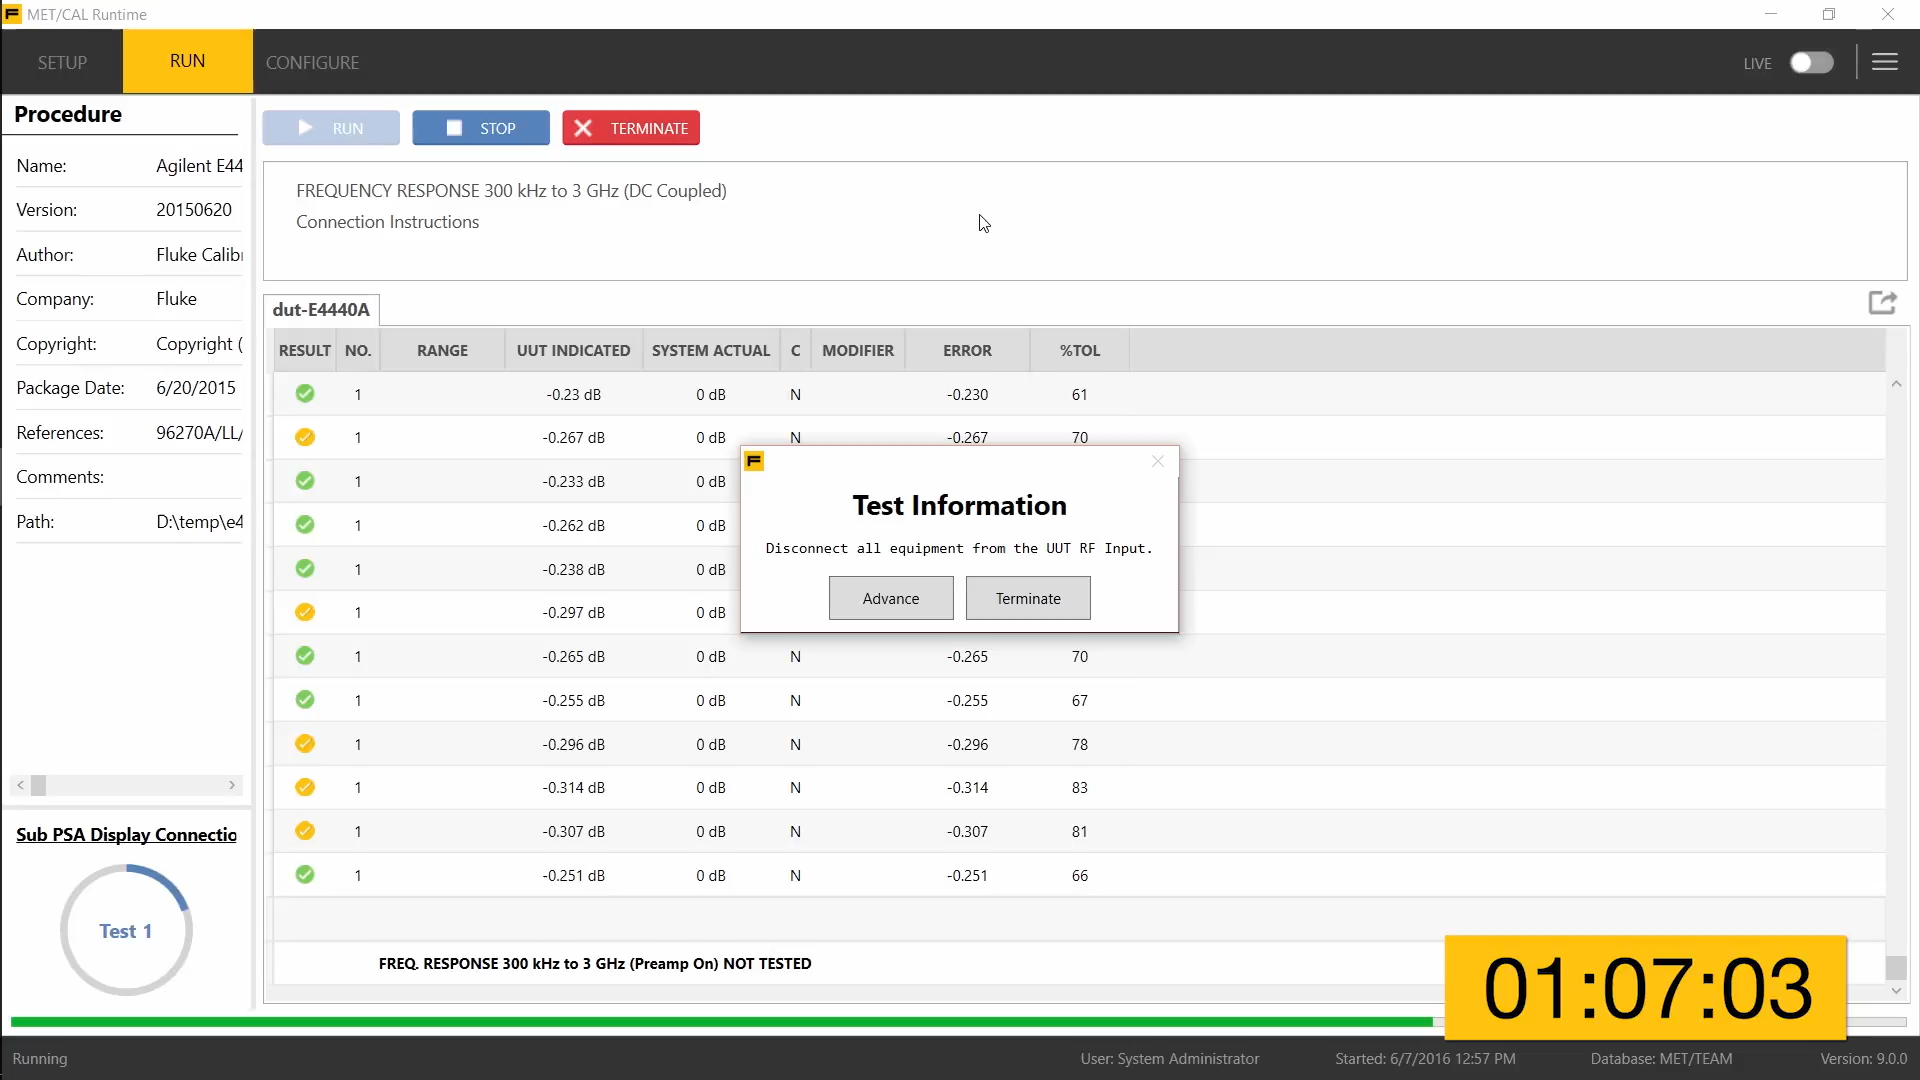 MET/CAL Runtime
SETUP RUN CONFIGURE LIVE
Procedure
Name: Agilent E44
Version: 20150620
Author: Fluke Calib
Company: Fluke
Copyright: Copyright (
Package Date: 6/20/2015
References: 96270A/LL/
Comments:
Path: D:\temp\e4
Sub PSA Display Connectio
Test 1
RUN STOP TERMINATE
FREQUENCY RESPONSE 300 kHz to 3 GHz (DC Coupled)
Connection Instructions
dut-E4440A
RESULT NO. RANGE UUT INDICATED SYSTEM ACTUAL C MODIFIER ERROR %TOL
1 -0.23 dB 0 dB N -0.230 61
1 -0.267 dB 0 dB N -0.267 70
1 -0.233 dB 0 dB
1 -0.262 dB 0 dB
1 -0.238 dB 0 dB
1 -0.297 dB 0 dB
1 -0.265 dB 0 dB N -0.265 70
1 -0.255 dB 0 dB N -0.255 67
1 -0.296 dB 0 dB N -0.296 78
1 -0.314 dB 0 dB N -0.314 83
1 -0.307 dB 0 dB N -0.307 81
1 -0.251 dB 0 dB N -0.251 66
FREQ. RESPONSE 300 kHz to 3 GHz (Preamp On) NOT TESTED
Test Information
Disconnect all equipment from the UUT RF Input.
Advance Terminate
01:07:03
Running User: System Administrator Started: 6/7/2016 12:57 PM Database: MET/TEAM Version: 9.0.0